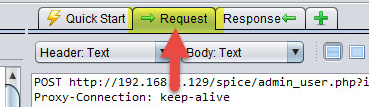 Quick Start Request Response
Header: Text Body: Text
POST http://192.168. .129/spice/admin_user.php?i
Proxy-Connection: keep-alive